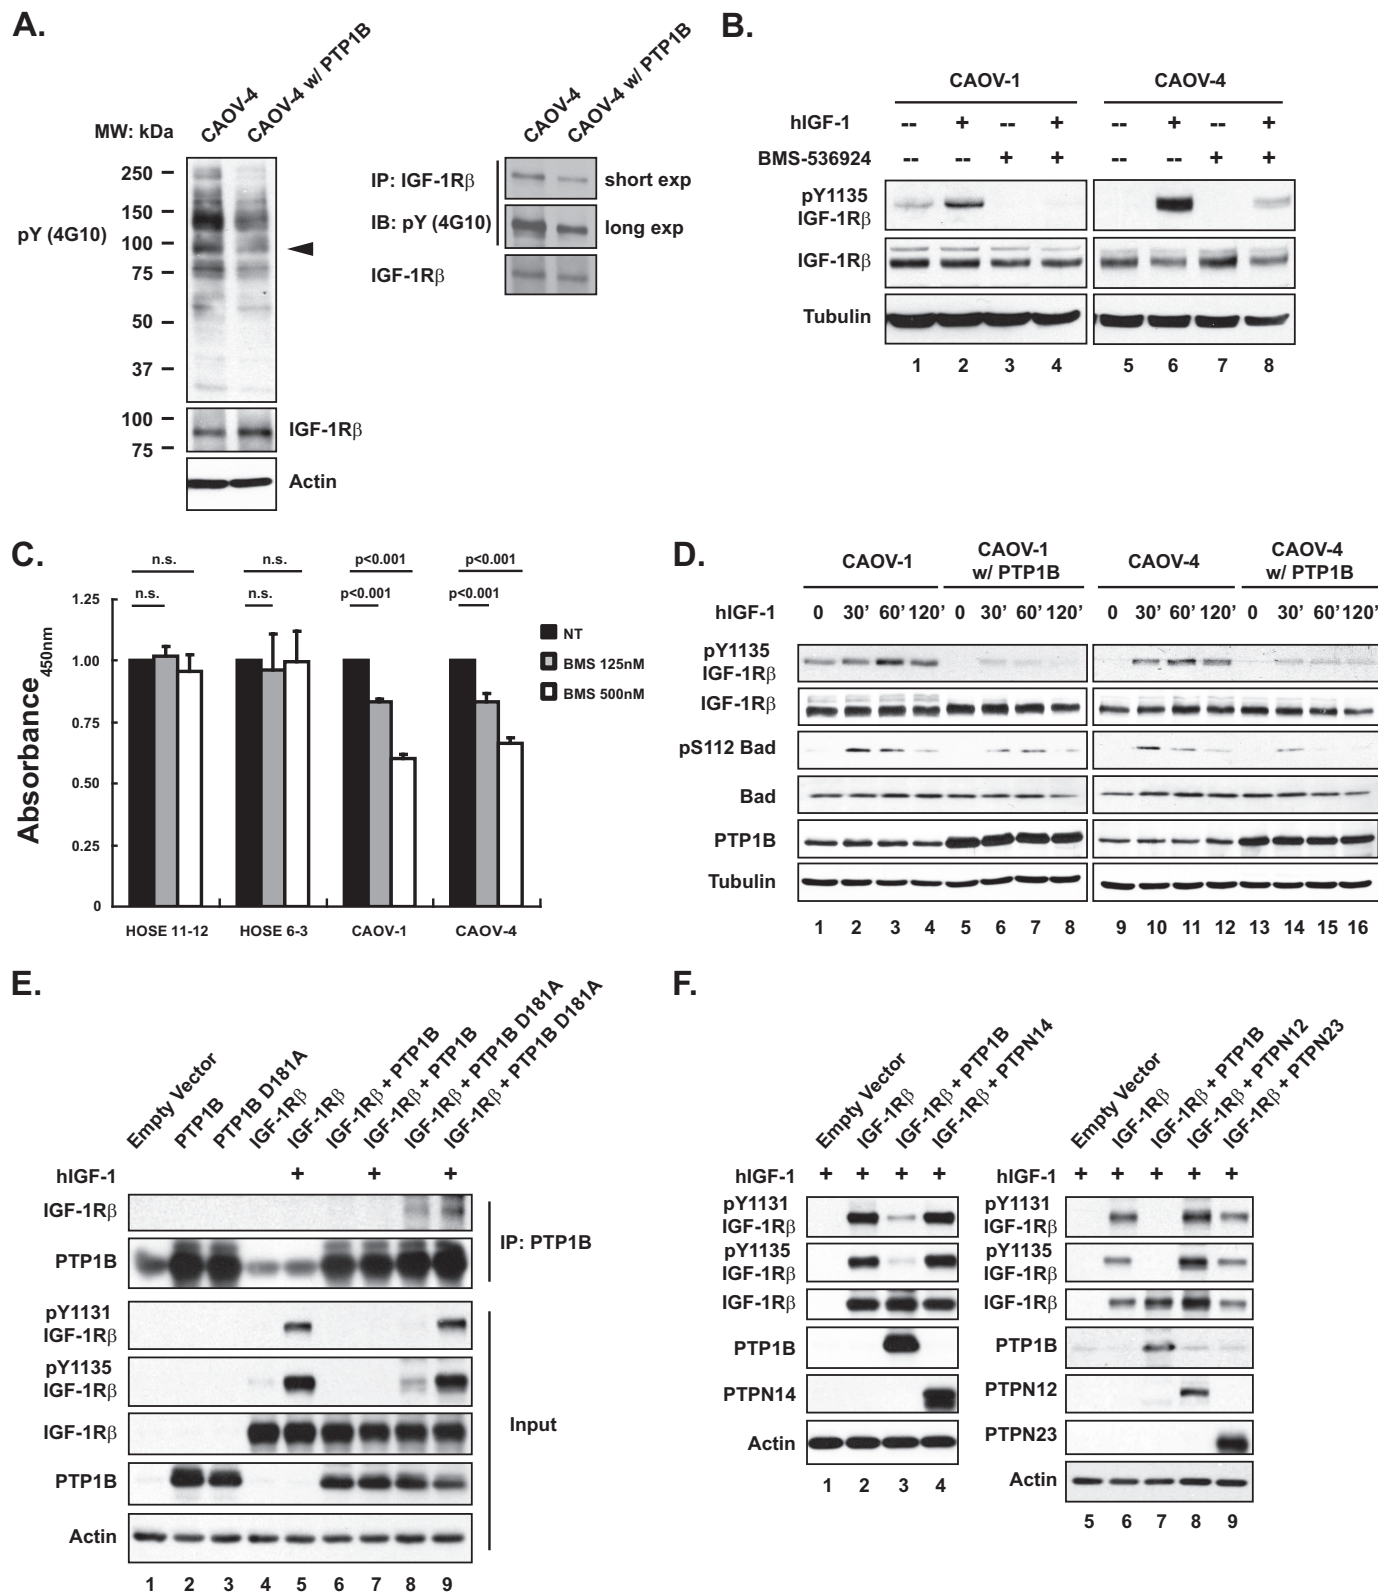 A.
CAOV-4
CAOV-4 w/ PTP1B
MW: kDa
250
150
100
75
50
37
pY (4G10)
100
75
IGF-1Rβ
Actin
CAOV-4
CAOV-4 w/ PTP1B
IP: IGF-1Rβ
short exp
IB: pY (4G10)
long exp
IGF-1Rβ
B.
CAOV-1 CAOV-4
hIGF-1 -- + -- + -- + -- +
BMS-536924 -- -- + + -- -- + +
pY1135
IGF-1Rβ
IGF-1Rβ
Tubulin
1 2 3 4 5 6 7 8
C.
n.s. n.s. p<0.001 p<0.001
n.s. n.s. p<0.001 p<0.001
Absorbance450nm
1.25
1.00
0.75
0.50
0.25
0
NT
BMS 125nM
BMS 500nM
HOSE 11-12 HOSE 6-3 CAOV-1 CAOV-4
D.
CAOV-1
CAOV-1
w/ PTP1B
CAOV-4
CAOV-4
w/ PTP1B
hIGF-1 0 30’ 60’ 120’ 0 30’ 60’ 120’ 0 30’ 60’ 120’ 0 30’ 60’ 120’
pY1135
IGF-1Rβ
IGF-1Rβ
pS112 Bad
Bad
PTP1B
Tubulin
1 2 3 4 5 6 7 8 9 10 11 12 13 14 15 16
E.
Empty Vector
PTP1B
PTP1B D181A
IGF-1Rβ
IGF-1Rβ
IGF-1Rβ + PTP1B
IGF-1Rβ + PTP1B
IGF-1Rβ + PTP1B D181A
IGF-1Rβ + PTP1B D181A
hIGF-1 + + +
IGF-1Rβ
PTP1B
IP: PTP1B
pY1131
IGF-1Rβ
pY1135
IGF-1Rβ
IGF-1Rβ
PTP1B
Actin
Input
1 2 3 4 5 6 7 8 9
F.
Empty Vector
IGF-1Rβ
IGF-1Rβ + PTP1B
IGF-1Rβ + PTPN14
hIGF-1 + + + +
pY1131
IGF-1Rβ
pY1135
IGF-1Rβ
IGF-1Rβ
PTP1B
PTPN14
Actin
1 2 3 4
Empty Vector
IGF-1Rβ
IGF-1Rβ + PTP1B
IGF-1Rβ + PTPN12
IGF-1Rβ + PTPN23
hIGF-1 + + + + +
pY1131
IGF-1Rβ
pY1135
IGF-1Rβ
IGF-1Rβ
PTP1B
PTPN12
PTPN23
Actin
5 6 7 8 9